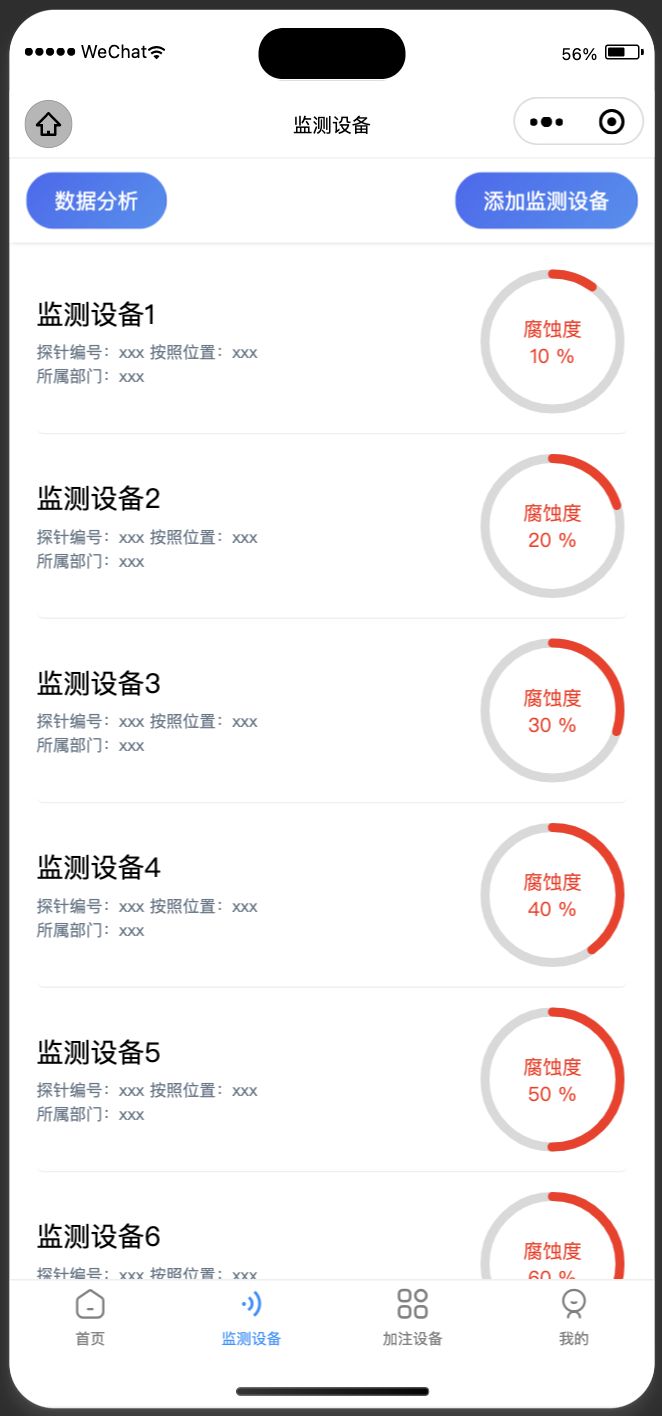 WeChat
56%
监测设备
数据分析
添加监测设备
监测设备1
探针编号：xxx 按照位置：xxx
所属部门：xxx
腐蚀度
10 %
监测设备2
探针编号：xxx 按照位置：xxx
所属部门：xxx
腐蚀度
20 %
监测设备3
探针编号：xxx 按照位置：xxx
所属部门：xxx
腐蚀度
30 %
监测设备4
探针编号：xxx 按照位置：xxx
所属部门：xxx
腐蚀度
40 %
监测设备5
探针编号：xxx 按照位置：xxx
所属部门：xxx
腐蚀度
50 %
监测设备6
探针编号：xxx 按照位置：xxx
腐蚀度
60 %
首页
监测设备
加注设备
我的